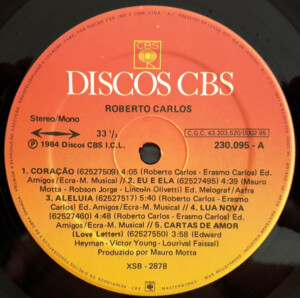 CBS
DISCOS CBS
ROBERTO CARLOS
Stereo/Mono
33 1/3
C.G.C. 43.203.520/0002-95
℗ 1984 Discos CBS I.C.L.
230.095 - A
1. CORAÇÃO (62527509) 4:05 (Roberto Carlos - Erasmo Carlos) Ed.
Amigos/Ecra - M. Musical // 2. EU E ELA (62527495) 4:39 (Mauro
Motta - Robson Jorge - Lincoln Olivetti) Ed. Melograf/Asfra
3. ALELUIA (62527517) 5:40 (Roberto Carlos - Erasmo
Carlos) Ed. Amigos/Ecra - M. Musical // 4. LUA NOVA
(62527460) 4:48 (Roberto Carlos - Erasmo Carlos) Ed.
Amigos/Ecra - M. Musical // 5. CARTAS DE AMOR
(Love Letters) (62527550) 3:58 (Edward
Heyman - Victor Young - Lourival Faissal)
Produzido por Mauro Motta
XSB - 2878